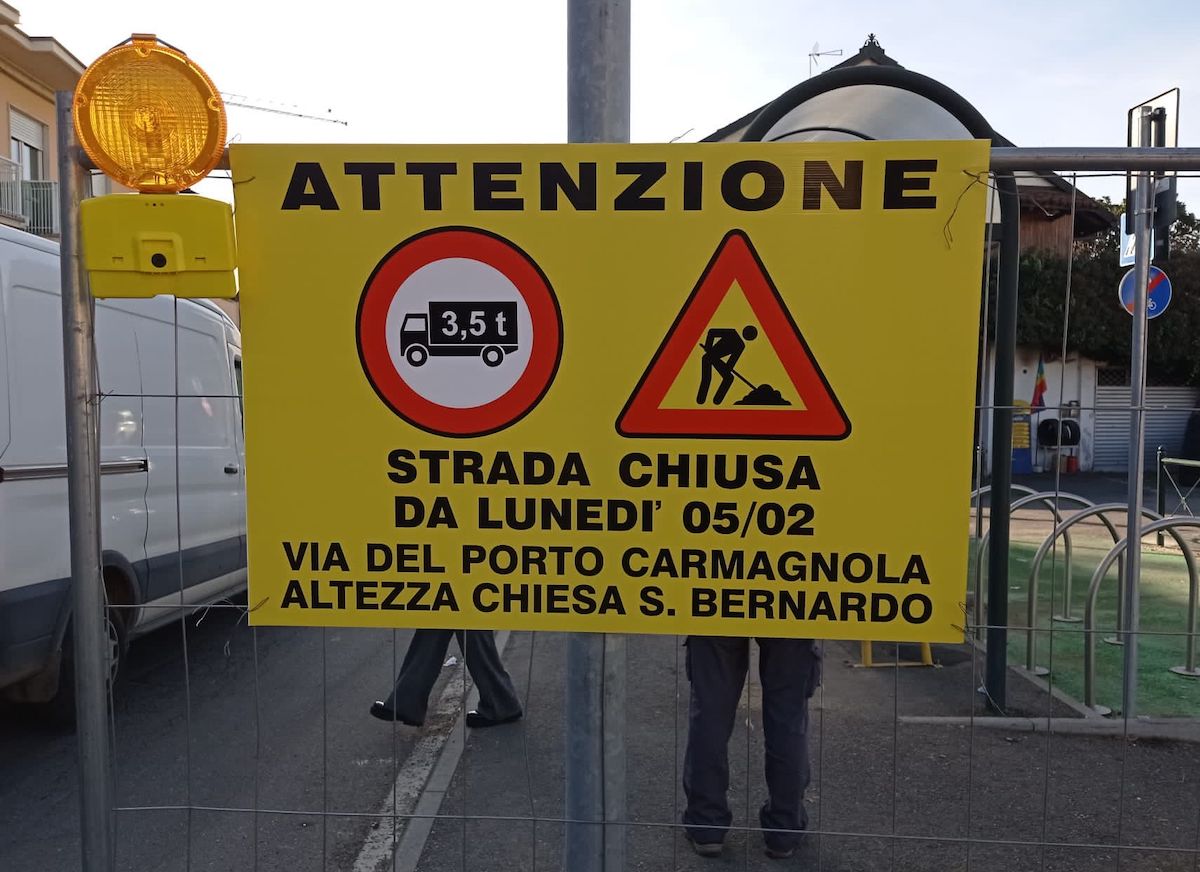 ATTENZIONE
3,5 t
STRADA CHIUSA
DA LUNEDI' 05/02
VIA DEL PORTO CARMAGNOLA
ALTEZZA CHIESA S. BERNARDO